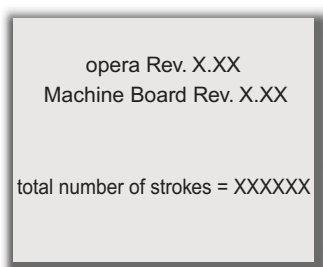 opera Rev. X.XX
Machine Board Rev. X.XX
total number of strokes = XXXXXX